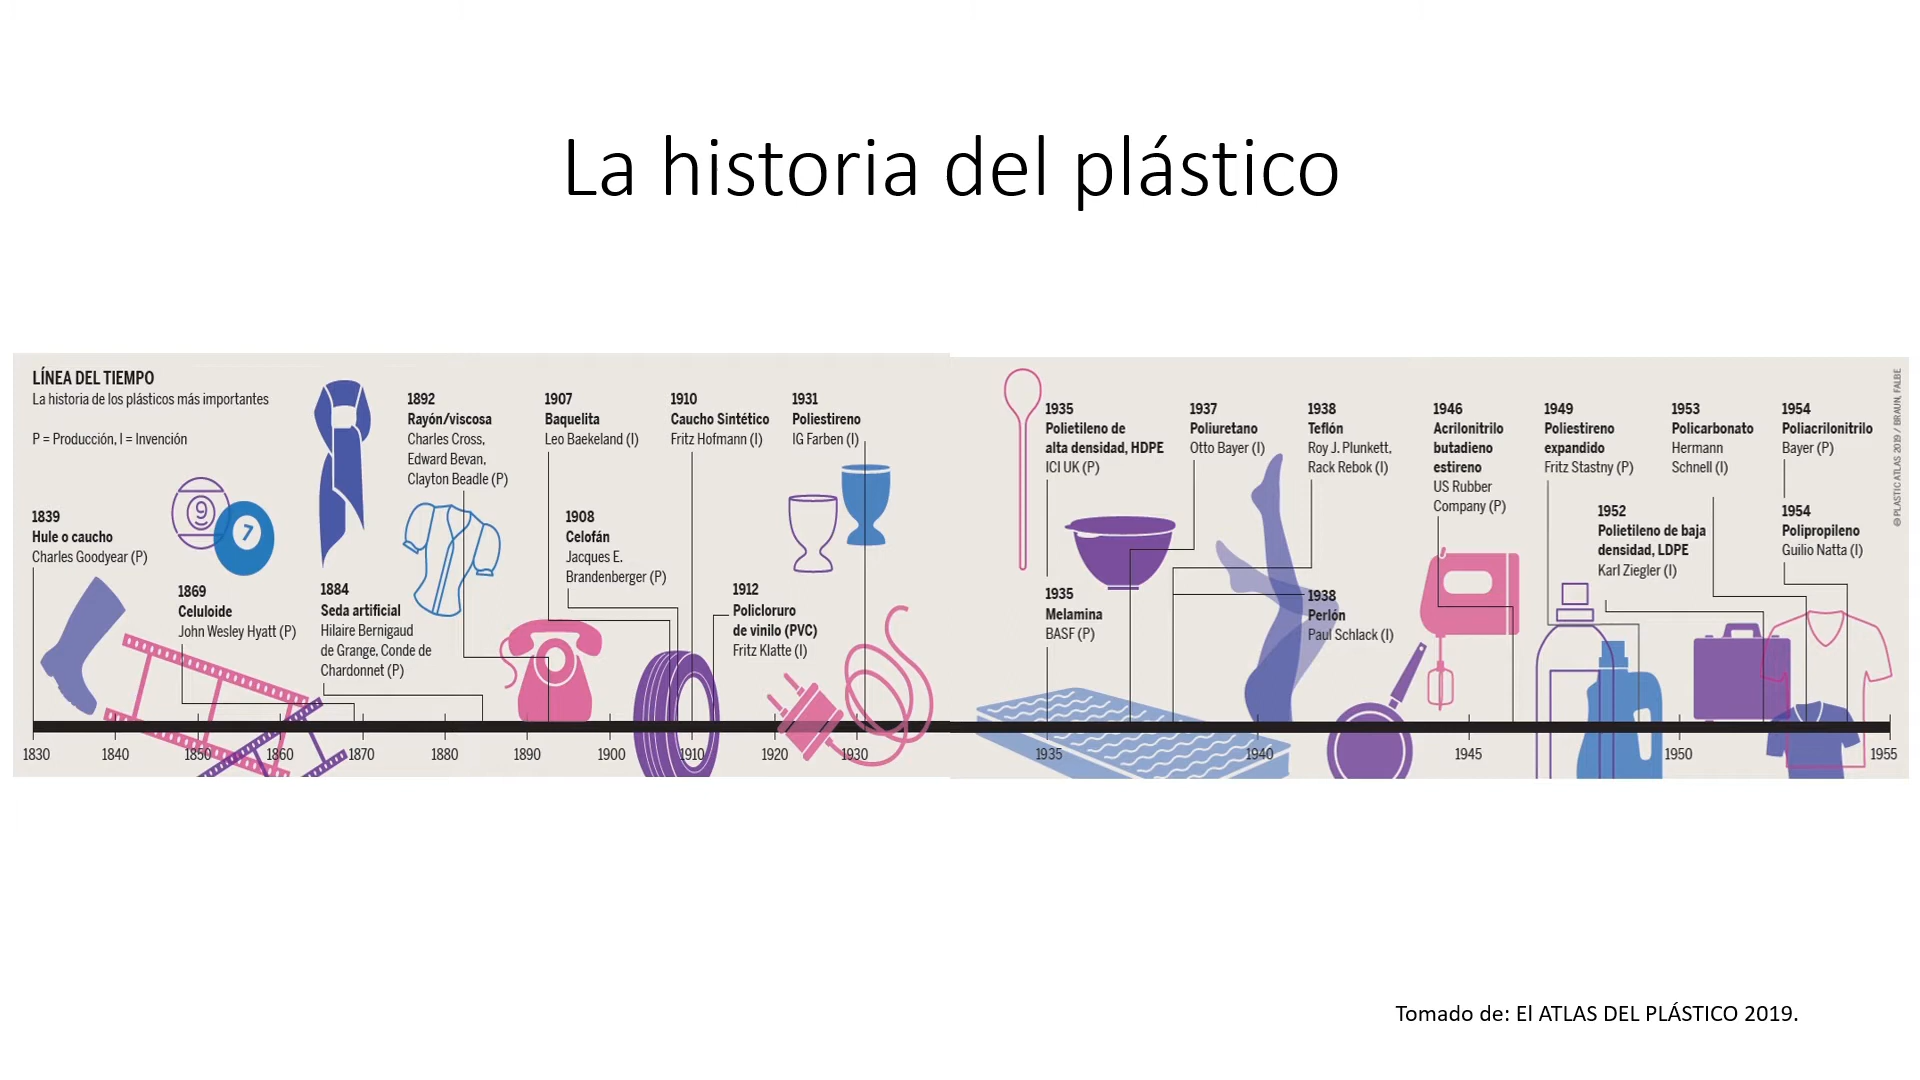 La historia del plástico
LÍNEA DEL TIEMPO
La historia de los plásticos más importantes
P = Producción, I = Invención
1839
Hule o caucho
Charles Goodyear (P)
9
7
1869
Celuloide
John Wesley Hyatt (P)
1884
Seda artificial
Hilaire Bernigaud
de Grange, Conde de
Chardonnet (P)
1892
Rayón/viscosa
Charles Cross,
Edward Bevan,
Clayton Beadle (P)
1907
Baquelita
Leo Baekeland (I)
1908
Celofán
Jacques E.
Brandenberger (P)
1910
Caucho Sintético
Fritz Hofmann (I)
1912
Policloruro
de vinilo (PVC)
Fritz Klatte (I)
1931
Poliestireno
IG Farben (I)
1935
Polietileno de
alta densidad, HDPE
ICI UK (P)
1935
Melamina
BASF (P)
1937
Poliuretano
Otto Bayer (I)
1938
Teflón
Roy J. Plunkett,
Rack Rebok (I)
1938
Perlón
Paul Schlack (I)
1946
Acrilonitrilo
butadieno
estireno
US Rubber
Company (P)
1949
Poliestireno
expandido
Fritz Stastny (P)
1952
Polietileno de baja
densidad, LDPE
Karl Ziegler (I)
1953
Policarbonato
Hermann
Schnell (I)
1954
Poliacrilonitrilo
Bayer (P)
1954
Polipropileno
Guilio Natta (I)
© PLASTIC ATLAS 2019 / BRAUN, FALBE
1830 1840 1850 1860 1870 1880 1890 1900 1910 1920 1930 1935 1940 1945 1950 1955
Tomado de: El ATLAS DEL PLÁSTICO 2019.